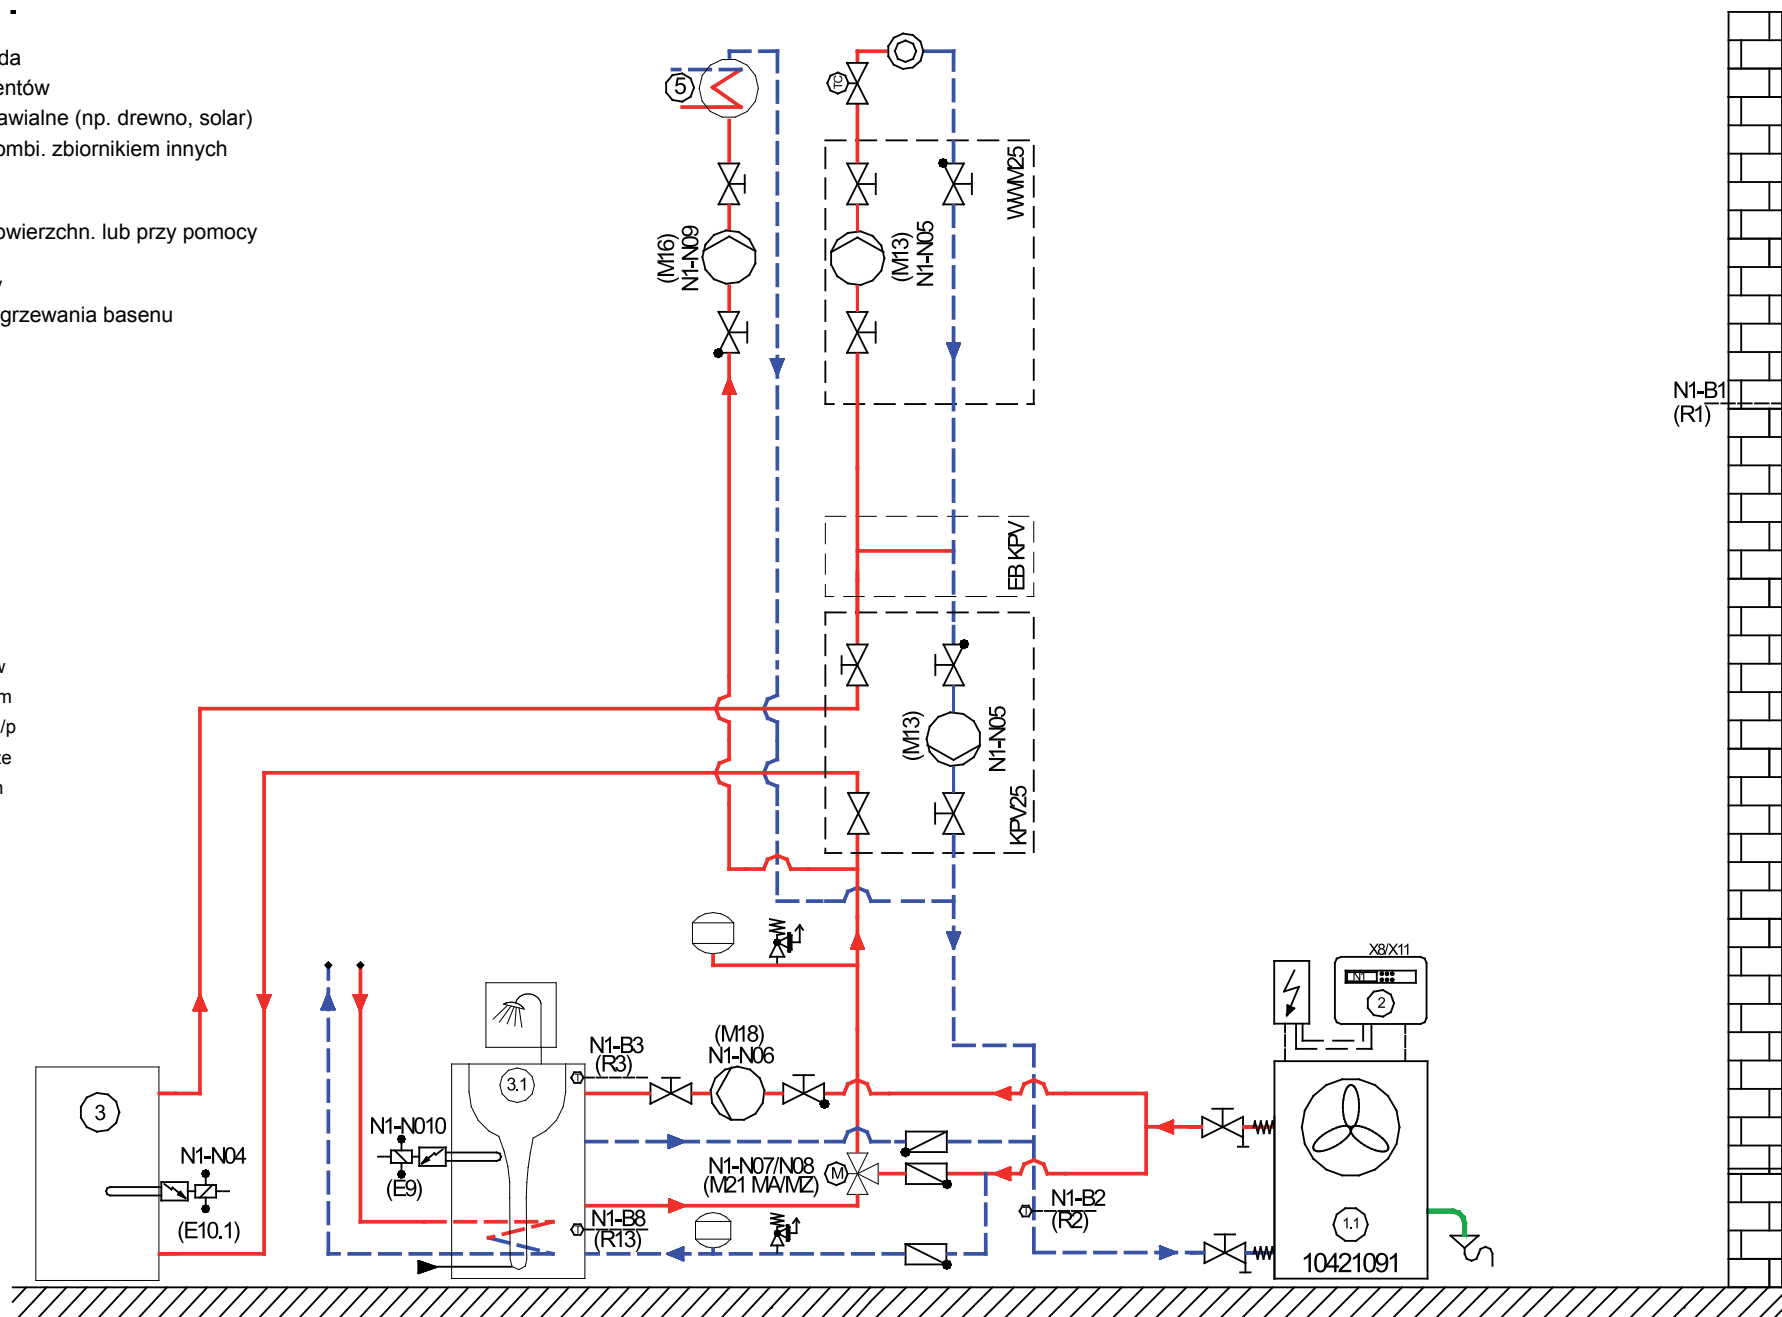 da
entów
awialne (np. drewno, solar)
ombi. zbiornikiem innych
owierzchn. lub przy pomocy
grzewania basenu
w
m
/p
ze
5
TC
WWM25
(M16)
N1-N09
(M13)
N1-N05
N1-B1
(R1)
EB KPV
(M13)
N1-N05
KPV25
X8/X11
N1
2
3
3.1
N1-B3
(R3)
(M18)
N1-N06
N1-N010
(E9)
N1-N04
(E10.1)
N1-N07/N08
(M21 MA/MZ)
M
N1-B8
(R13)
N1-B2
(R2)
1.1
10421091
T
T
T